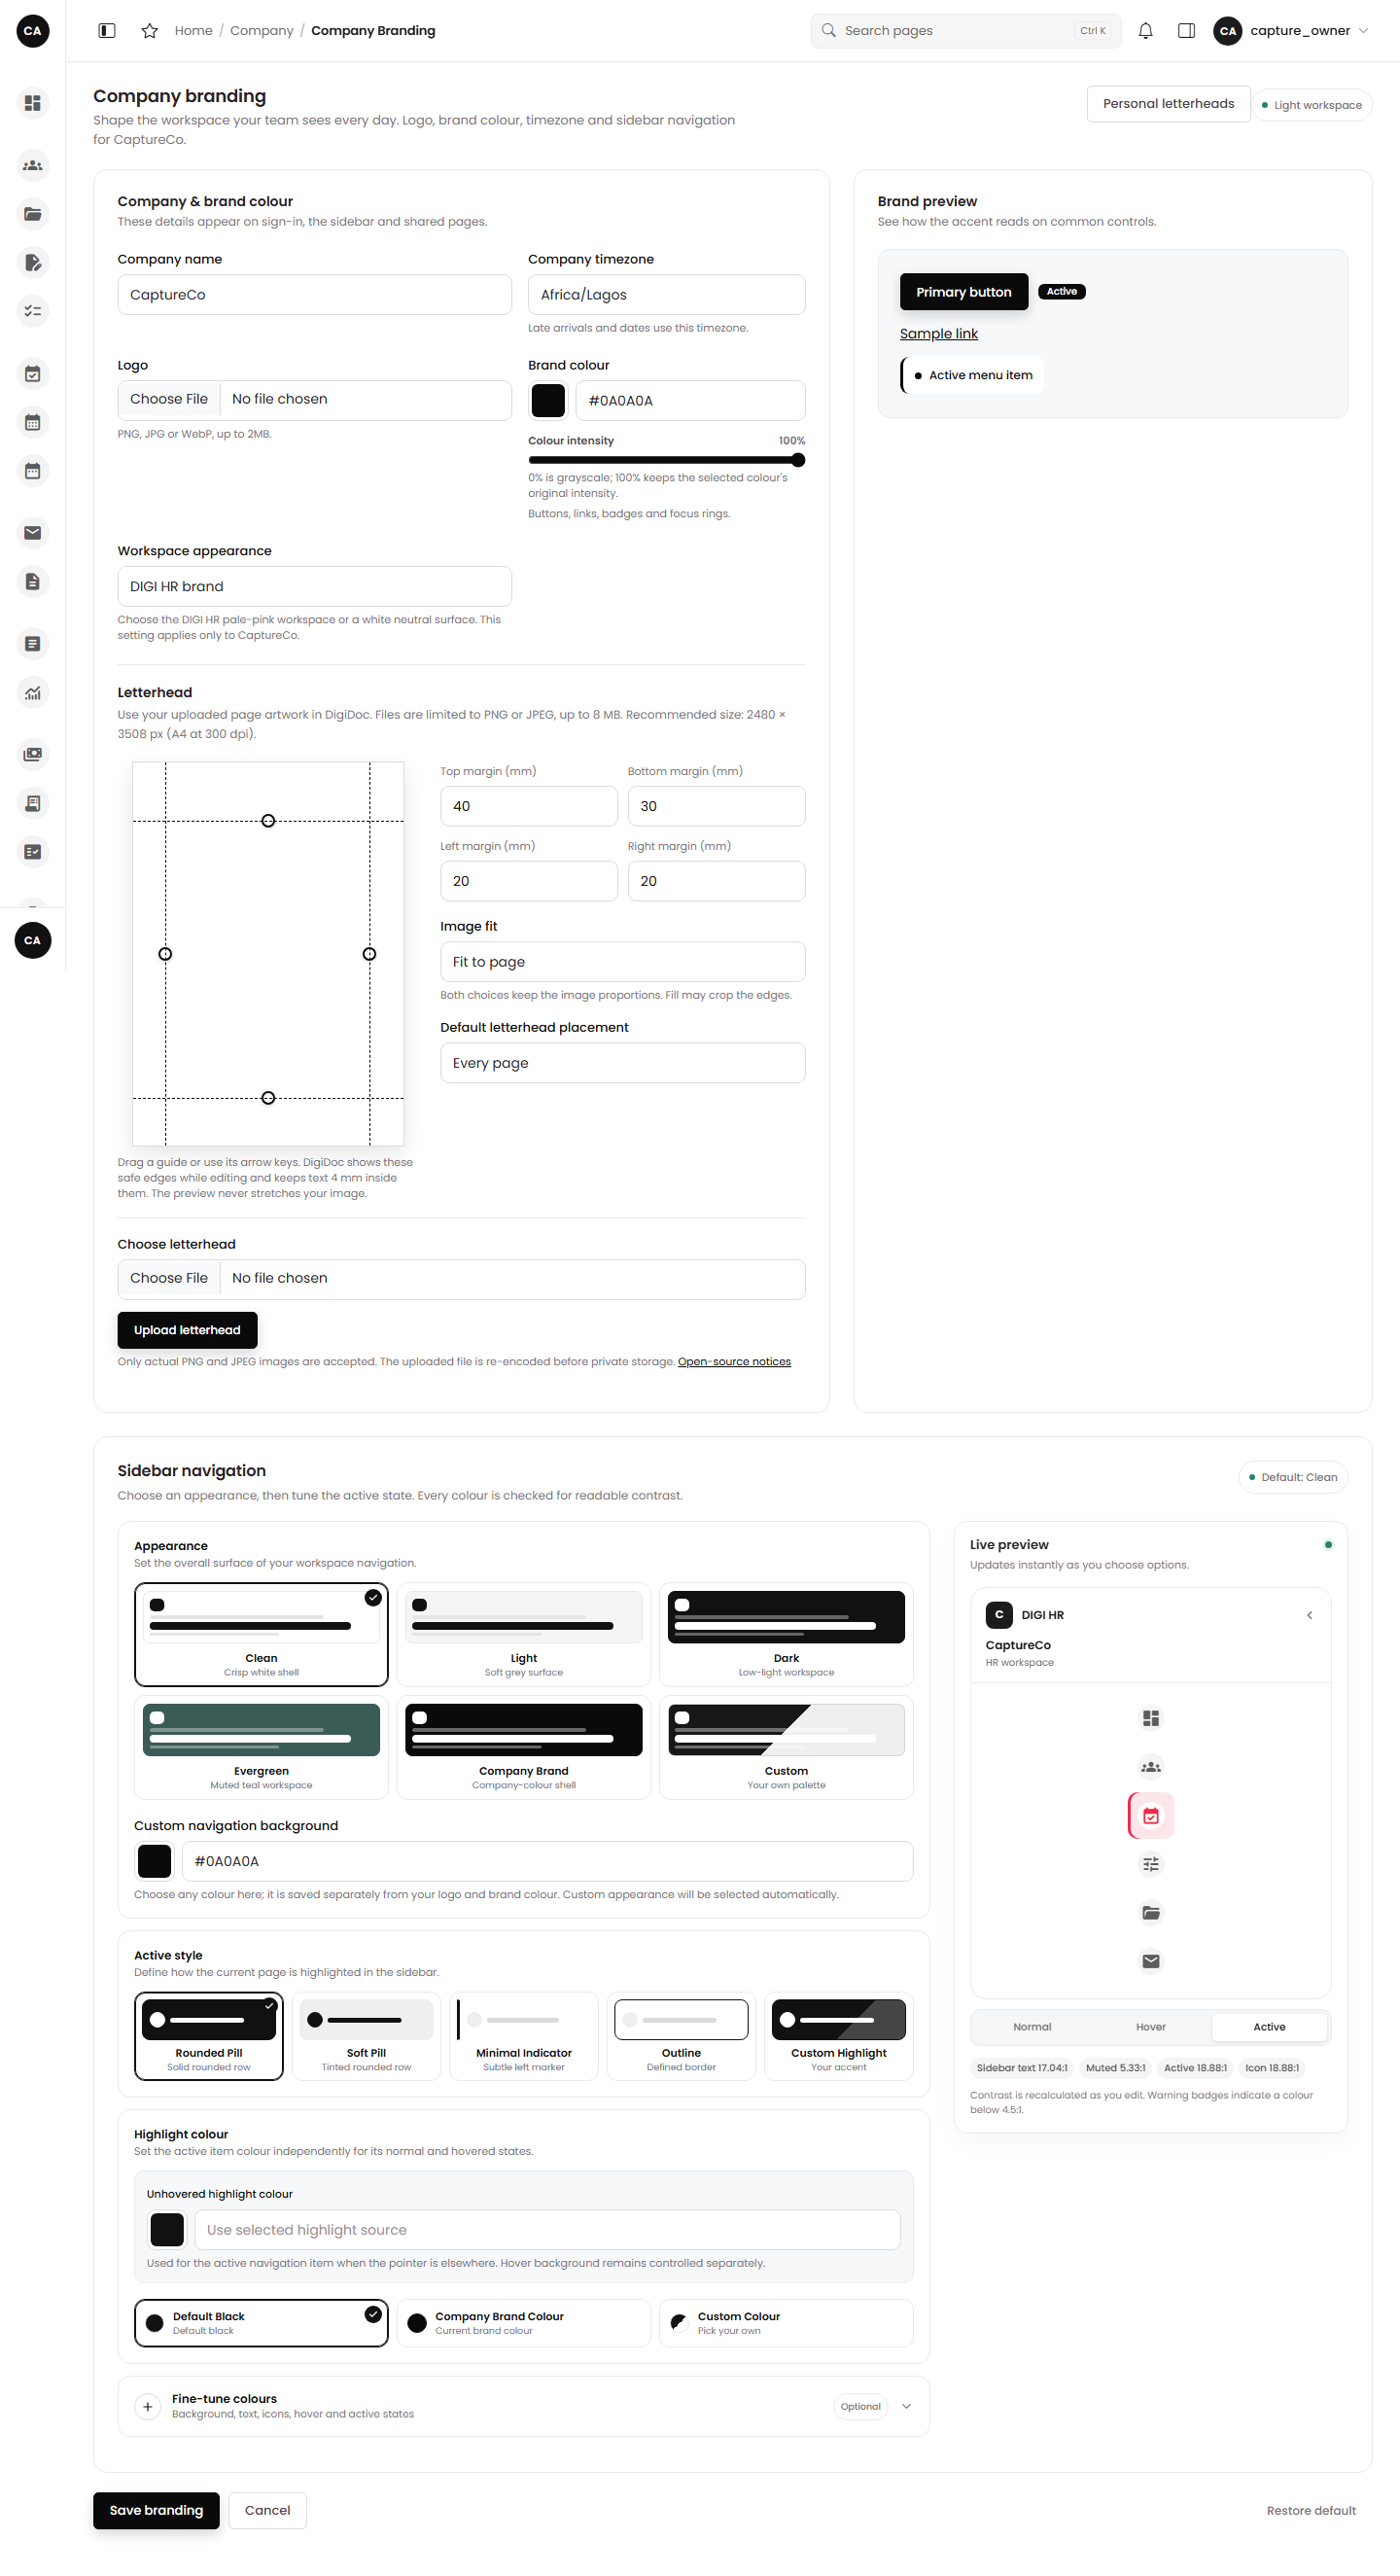 CA
Home / Company / Company Branding
Search pages
Ctrl K
CA
capture_owner
Company branding
Shape the workspace your team sees every day. Logo, brand colour, timezone and sidebar navigation
for CaptureCo.
Personal letterheads
Light workspace
Company & brand colour
These details appear on sign-in, the sidebar and shared pages.
Company name
Company timezone
CaptureCo
Africa/Lagos
Late arrivals and dates use this timezone.
Logo
Brand colour
Choose File
No file chosen
#0A0A0A
PNG, JPG or WebP, up to 2MB.
Colour intensity
100%
0% is grayscale; 100% keeps the selected colour's
original intensity.
Buttons, links, badges and focus rings.
Workspace appearance
DIGI HR brand
Choose the DIGI HR pale-pink workspace or a white neutral surface. This
setting applies only to CaptureCo.
Brand preview
See how the accent reads on common controls.
Primary button
Active
Sample link
Active menu item
Letterhead
Use your uploaded page artwork in DigiDoc. Files are limited to PNG or JPEG, up to 8 MB. Recommended size: 2480 ×
3508 px (A4 at 300 dpi).
Top margin (mm)
Bottom margin (mm)
40
30
Left margin (mm)
Right margin (mm)
20
20
Image fit
Fit to page
Both choices keep the image proportions. Fill may crop the edges.
Default letterhead placement
Every page
CA
Drag a guide or use its arrow keys. DigiDoc shows these
safe edges while editing and keeps text 4 mm inside
them. The preview never stretches your image.
Choose letterhead
Choose File
No file chosen
Upload letterhead
Only actual PNG and JPEG images are accepted. The uploaded file is re-encoded before private storage. Open-source notices
Sidebar navigation
Choose an appearance, then tune the active state. Every colour is checked for readable contrast.
Default: Clean
Appearance
Set the overall surface of your workspace navigation.
Clean
Crisp white shell
Light
Soft grey surface
Dark
Low-light workspace
Evergreen
Muted teal workspace
Company Brand
Company-colour shell
Custom
Your own palette
Custom navigation background
#0A0A0A
Choose any colour here; it is saved separately from your logo and brand colour. Custom appearance will be selected automatically.
Active style
Define how the current page is highlighted in the sidebar.
Rounded Pill
Solid rounded row
Soft Pill
Tinted rounded row
Minimal Indicator
Subtle left marker
Outline
Defined border
Custom Highlight
Your accent
Highlight colour
Set the active item colour independently for its normal and hovered states.
Unhovered highlight colour
Use selected highlight source
Used for the active navigation item when the pointer is elsewhere. Hover background remains controlled separately.
Default Black
Default black
Company Brand Colour
Current brand colour
Custom Colour
Pick your own
Fine-tune colours
Background, text, icons, hover and active states
Optional
Live preview
Updates instantly as you choose options.
C
DIGI HR
CaptureCo
HR workspace
Normal
Hover
Active
Sidebar text 17.04:1
Muted 5.33:1
Active 18.88:1
Icon 18.88:1
Contrast is recalculated as you edit. Warning badges indicate a colour
below 4.5:1.
Save branding
Cancel
Restore default